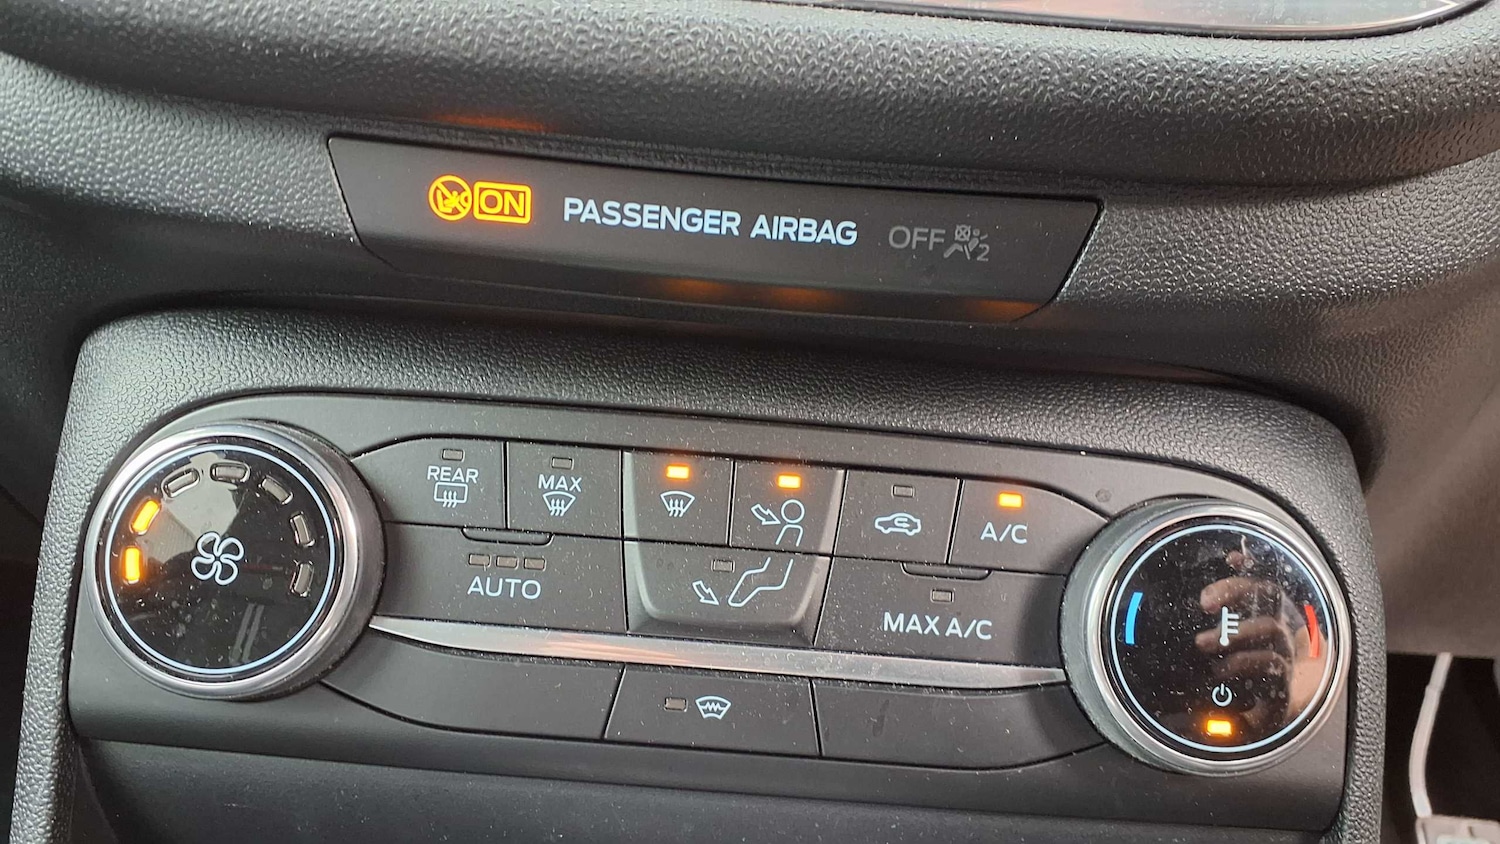 ON PASSENGER AIRBAG OFF 2
REAR
MAX
A/C
AUTO
MAX A/C